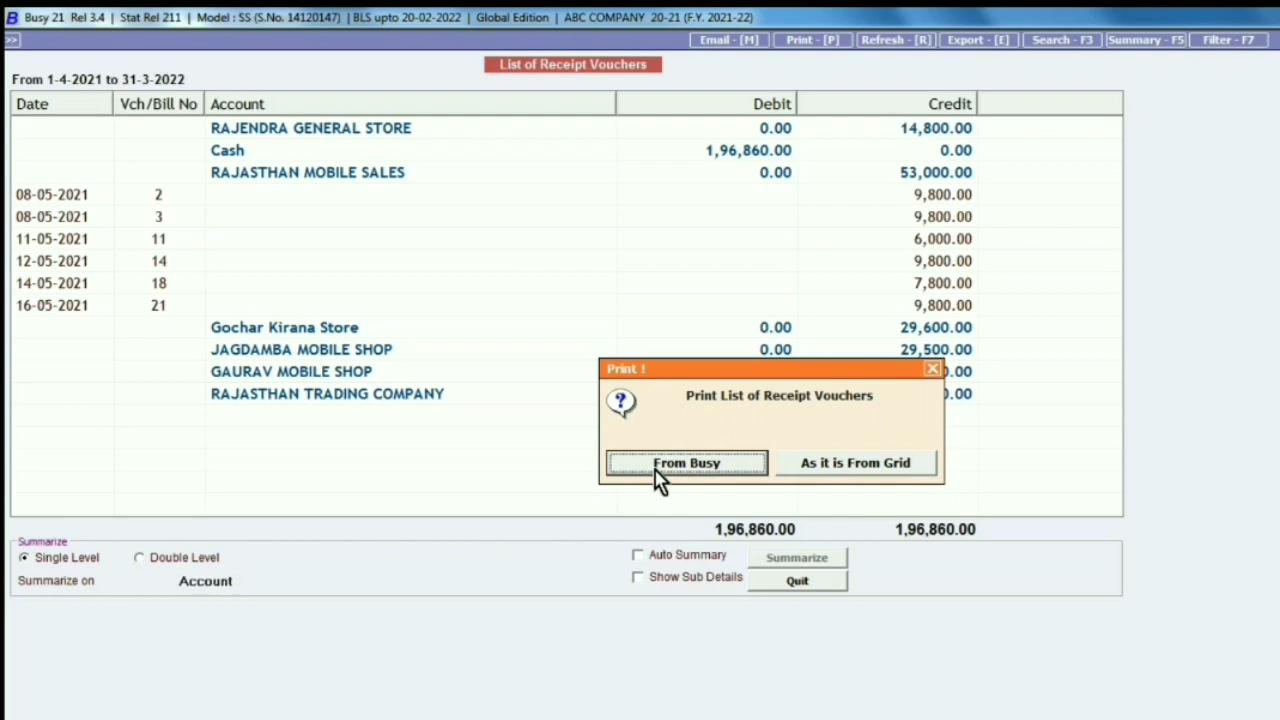 B Busy 21 Rel 3.4 | Stat Rel 211 | Model : SS (S.No. 14120147) | BLS upto 20-02-2022 | Global Edition | ABC COMPANY 20-21 (F.Y. 2021-22)
>> Email - [M] Print - [P] Refresh - [R] Export - [E] Search - F3 Summary - F5 Filter - F7
List of Receipt Vouchers
From 1-4-2021 to 31-3-2022
Date Vch/Bill No Account Debit Credit
RAJENDRA GENERAL STORE 0.00 14,800.00
Cash 1,96,860.00 0.00
RAJASTHAN MOBILE SALES 0.00 53,000.00
08-05-2021 2 9,800.00
08-05-2021 3 9,800.00
11-05-2021 11 6,000.00
12-05-2021 14 9,800.00
14-05-2021 18 7,800.00
16-05-2021 21 9,800.00
Gochar Kirana Store 0.00 29,600.00
JAGDAMBA MOBILE SHOP 0.00 29,500.00
GAURAV MOBILE SHOP
RAJASTHAN TRADING COMPANY
Print !
?
Print List of Receipt Vouchers
From Busy As it is From Grid
1,96,860.00 1,96,860.00
Summarize
Single Level Double Level Auto Summary Summarize
Summarize on Account Show Sub Details Quit